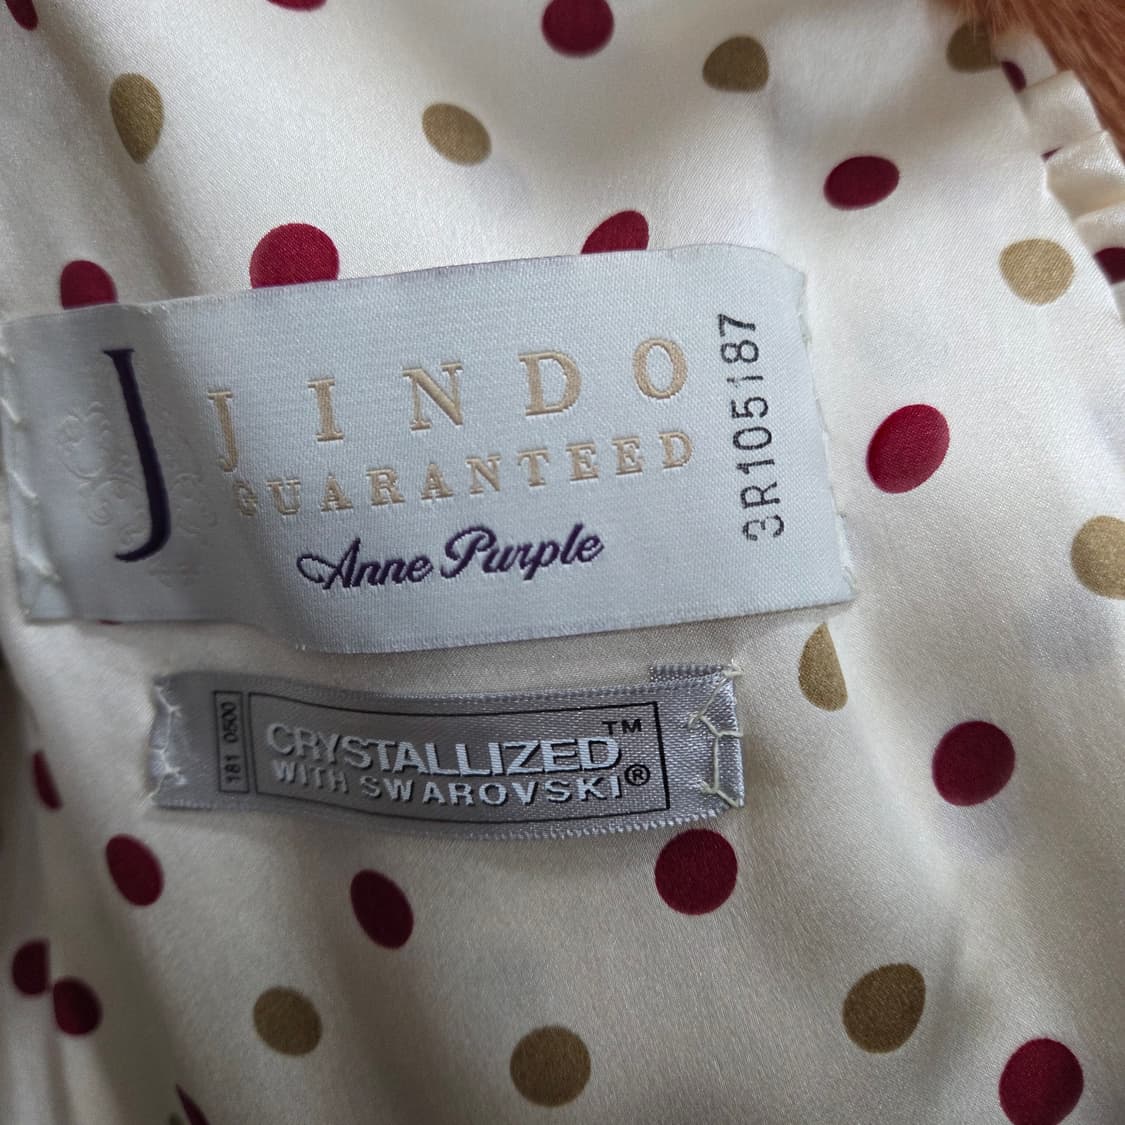 J
JINDO
GUARANTEED
Anne Purple
3R105187
181 0500
CRYSTALLIZED™
WITH SWAROVSKI®